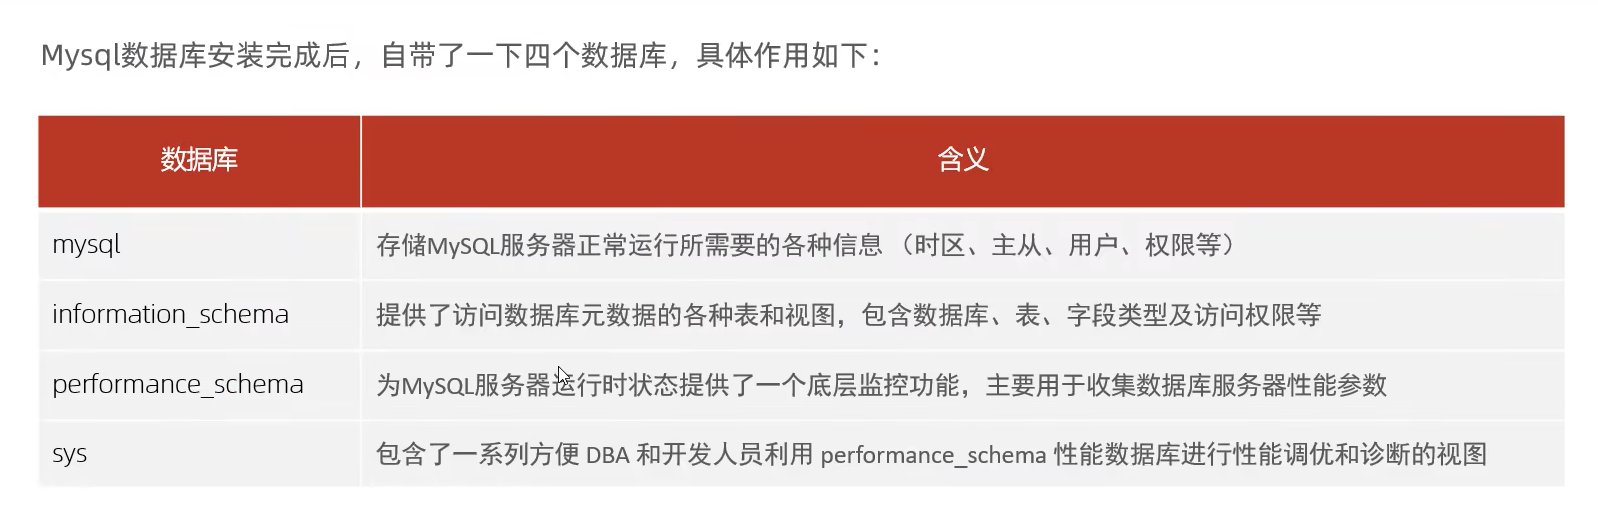 Mysql数据库安装完成后，自带了一下四个数据库，具体作用如下：
数据库 含义
mysql 存储MySQL服务器正常运行所需要的各种信息 （时区、主从、用户、权限等）
information_schema 提供了访问数据库元数据的各种表和视图，包含数据库、表、字段类型及访问权限等
performance_schema 为MySQL服务器运行时状态提供了一个底层监控功能，主要用于收集数据库服务器性能参数
sys 包含了一系列方便 DBA 和开发人员利用 performance_schema 性能数据库进行性能调优和诊断的视图